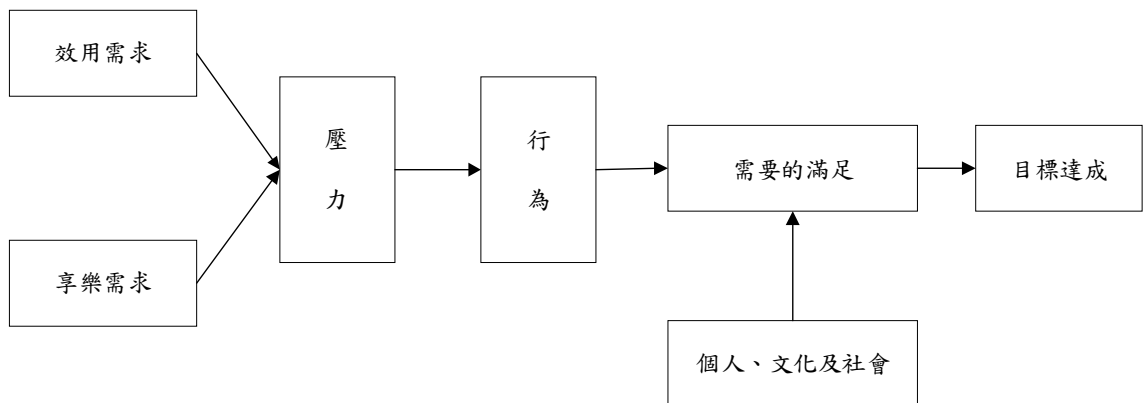 效用需求
享樂需求
壓
力
行
為
需要的滿足
目標達成
個人、文化及社會